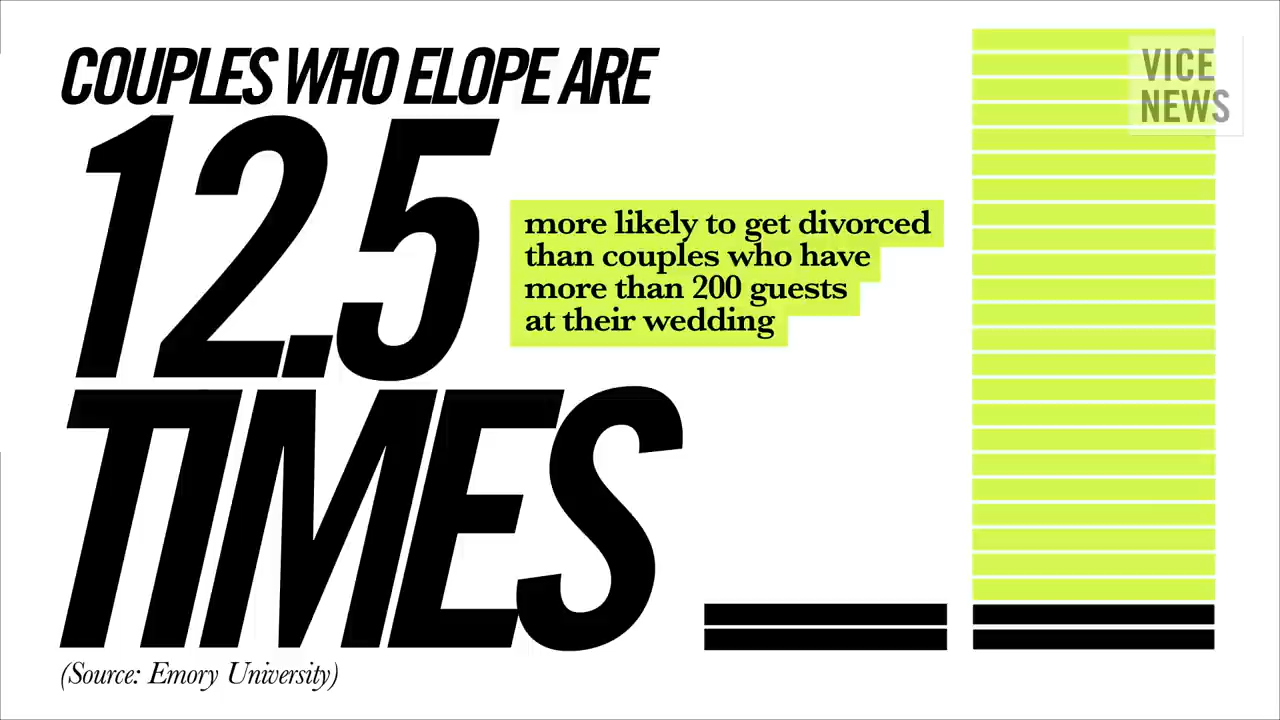 COUPLES WHO ELOPE ARE
12.5
TIMES
more likely to get divorced
than couples who have
more than 200 guests
at their wedding
(Source: Emory University)
VICE
NEWS